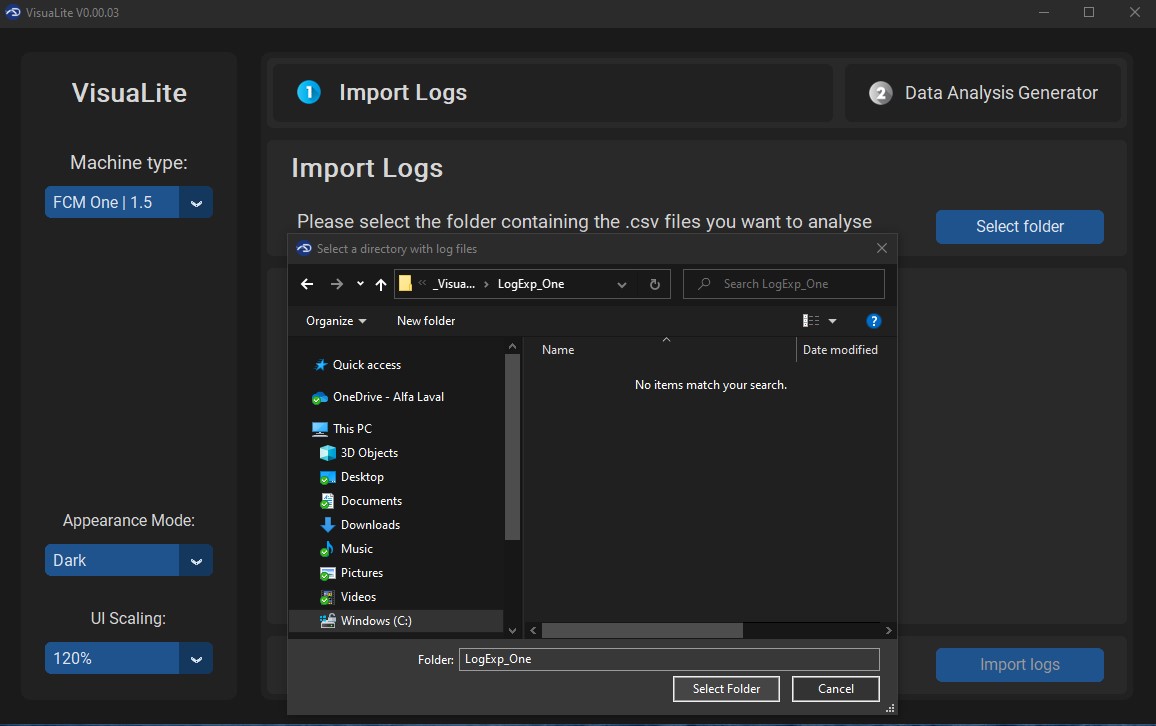 VisuaLite V0.00.03
VisuaLite
Machine type:
FCM One | 1.5
Appearance Mode:
Dark
UI Scaling:
120%
1 Import Logs
2 Data Analysis Generator
Import Logs
Please select the folder containing the .csv files you want to analyse
Select folder
Select a directory with log files
« _Visua... › LogExp_One
Search LogExp_One
Organize
New folder
?
Quick access
OneDrive - Alfa Laval
This PC
3D Objects
Desktop
Documents
Downloads
Music
Pictures
Videos
Windows (C:)
Name
Date modified
No items match your search.
Folder: LogExp_One
Select Folder
Cancel
Import logs